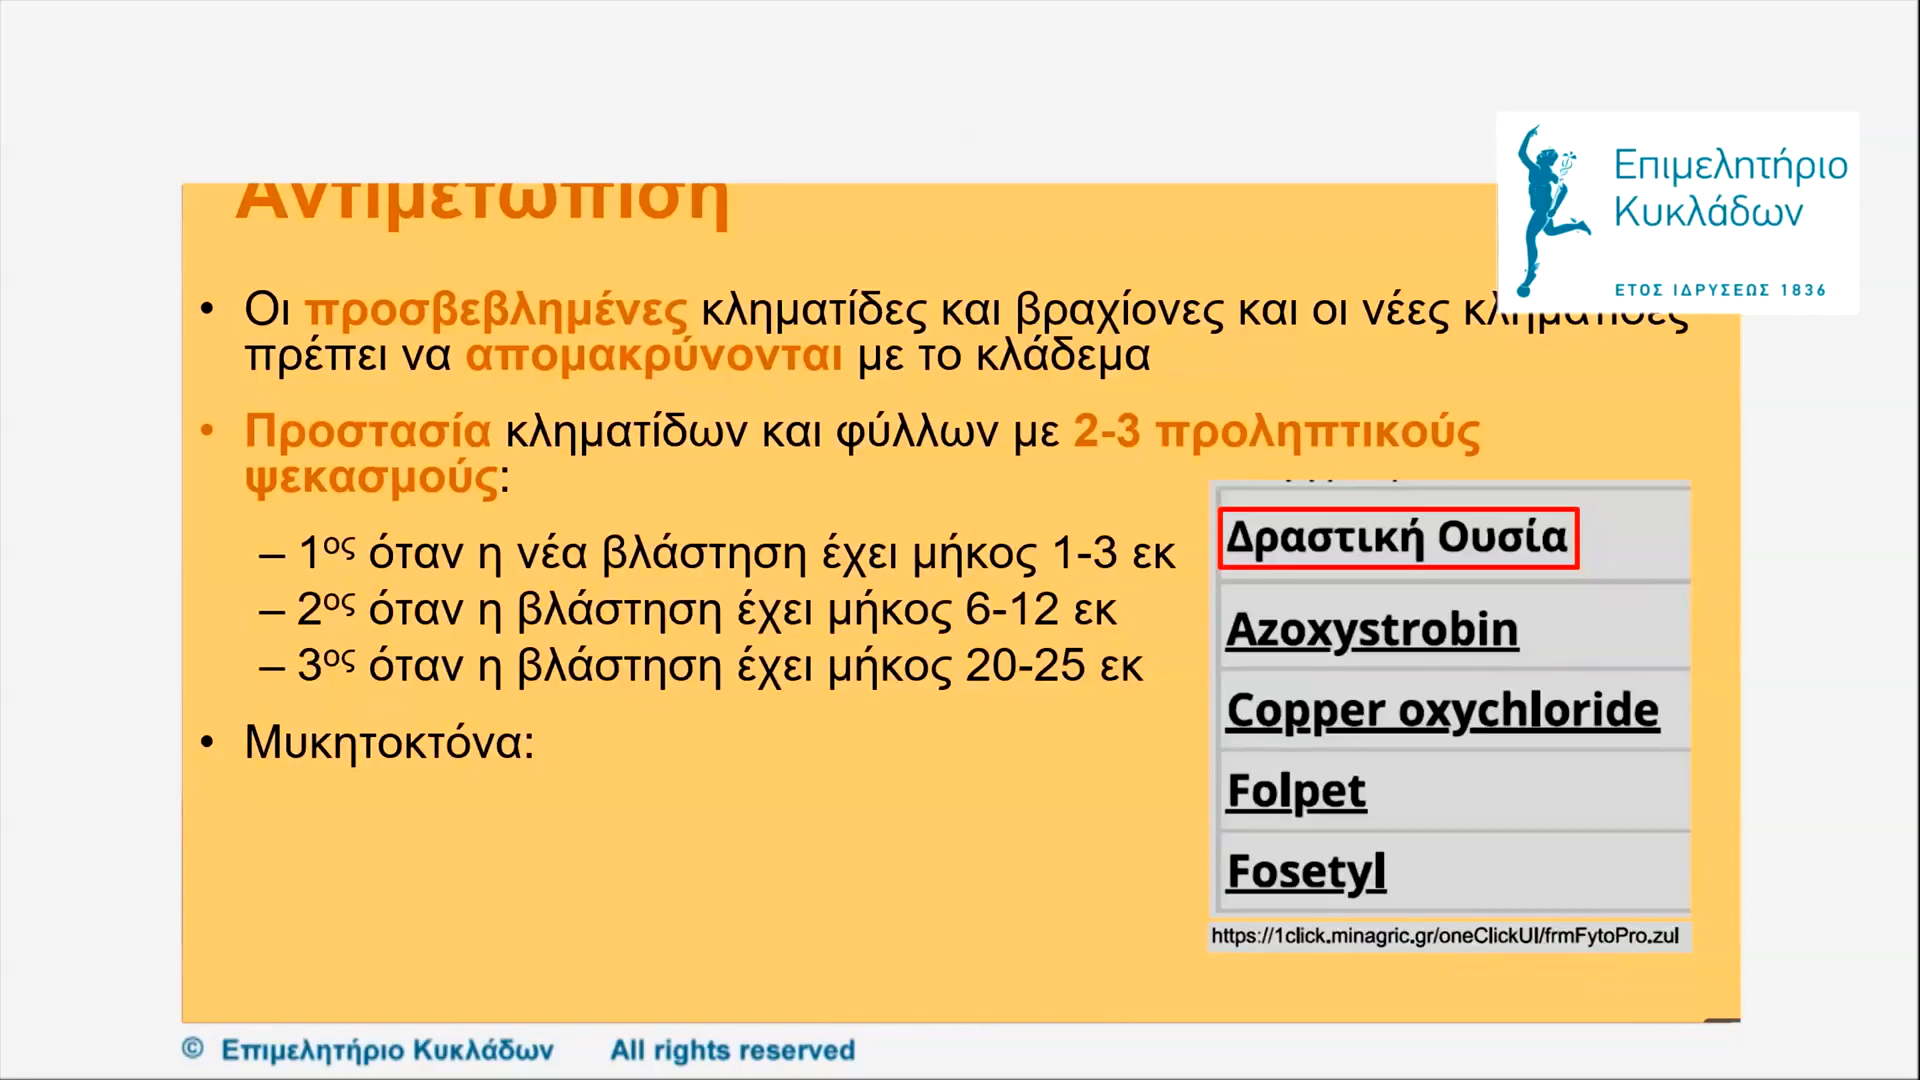 Επιμελητήριο
Κυκλάδων
ΕΤΟΣ ΙΔΡΥΣΕΩΣ 1836
Αντιμετώπιση
• Οι προσβεβλημένες κληματίδες και βραχίονες και οι νέες κληματίδες
πρέπει να απομακρύνονται με το κλάδεμα
• Προστασία κληματίδων και φύλλων με 2-3 προληπτικούς
ψεκασμούς:
– 1ος όταν η νέα βλάστηση έχει μήκος 1-3 εκ
– 2ος όταν η βλάστηση έχει μήκος 6-12 εκ
– 3ος όταν η βλάστηση έχει μήκος 20-25 εκ
• Μυκητοκτόνα:
Δραστική Ουσία
Azoxystrobin
Copper oxychloride
Folpet
Fosetyl
https://1click.minagric.gr/oneClickUI/frmFytoPro.zul
© Επιμελητήριο Κυκλάδων All rights reserved